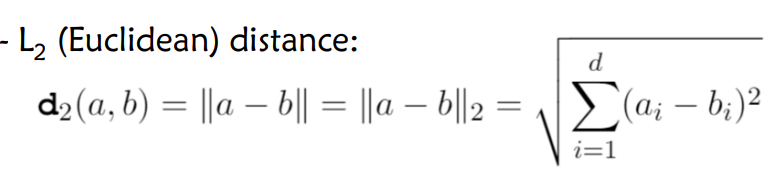 - L₂ (Euclidean) distance:
d₂(a, b) = ‖a − b‖ = ‖a − b‖₂ = √(∑_{i=1}^{d} (aᵢ − bᵢ)²)